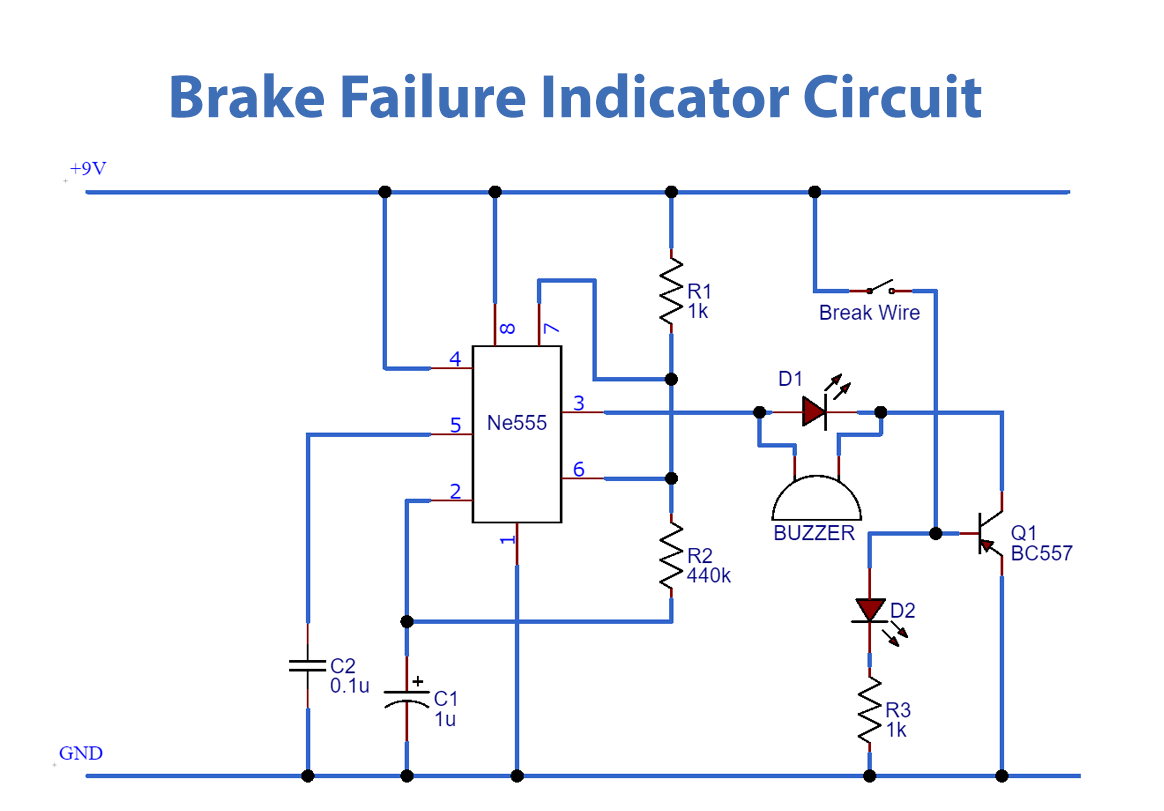 Brake Failure Indicator Circuit
+9V
R1
1k
Break Wire
8
7
4
D1
3
5
Ne555
6
2
BUZZER
1
Q1
BC557
R2
440k
D2
C2
0.1u
+
C1
1u
R3
1k
GND